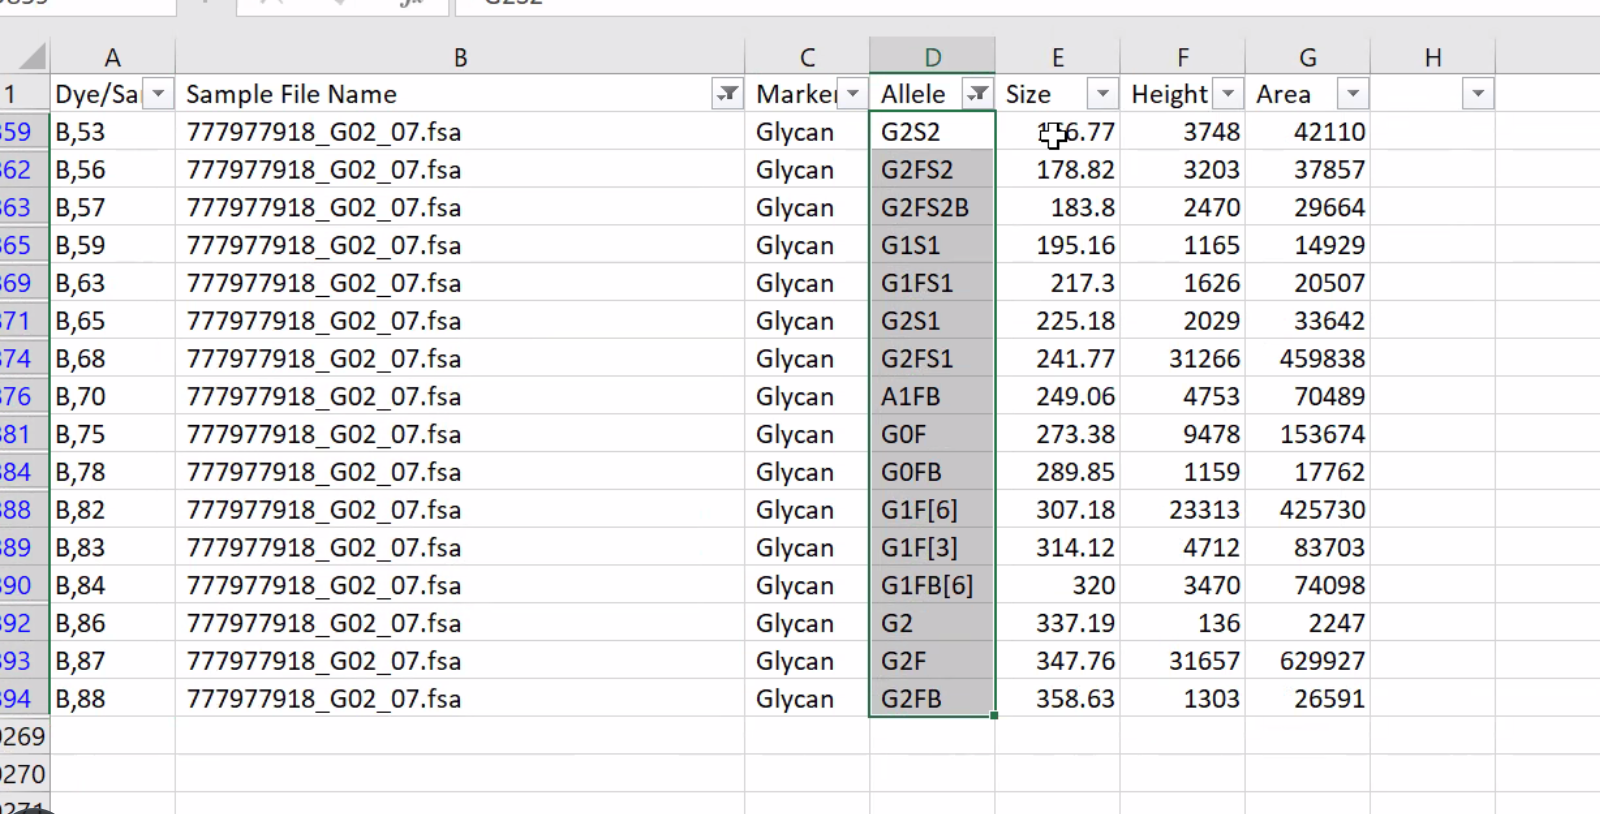 A B C D E F G H
1 Dye/Sa Sample File Name Marke Allele Size Height Area
59 B,53 777977918_G02_07.fsa Glycan G2S2 6.77 3748 42110
62 B,56 777977918_G02_07.fsa Glycan G2FS2 178.82 3203 37857
63 B,57 777977918_G02_07.fsa Glycan G2FS2B 183.8 2470 29664
65 B,59 777977918_G02_07.fsa Glycan G1S1 195.16 1165 14929
69 B,63 777977918_G02_07.fsa Glycan G1FS1 217.3 1626 20507
71 B,65 777977918_G02_07.fsa Glycan G2S1 225.18 2029 33642
74 B,68 777977918_G02_07.fsa Glycan G2FS1 241.77 31266 459838
76 B,70 777977918_G02_07.fsa Glycan A1FB 249.06 4753 70489
81 B,75 777977918_G02_07.fsa Glycan G0F 273.38 9478 153674
84 B,78 777977918_G02_07.fsa Glycan G0FB 289.85 1159 17762
88 B,82 777977918_G02_07.fsa Glycan G1F[6] 307.18 23313 425730
89 B,83 777977918_G02_07.fsa Glycan G1F[3] 314.12 4712 83703
90 B,84 777977918_G02_07.fsa Glycan G1FB[6] 320 3470 74098
92 B,86 777977918_G02_07.fsa Glycan G2 337.19 136 2247
93 B,87 777977918_G02_07.fsa Glycan G2F 347.76 31657 629927
94 B,88 777977918_G02_07.fsa Glycan G2FB 358.63 1303 26591
269
270